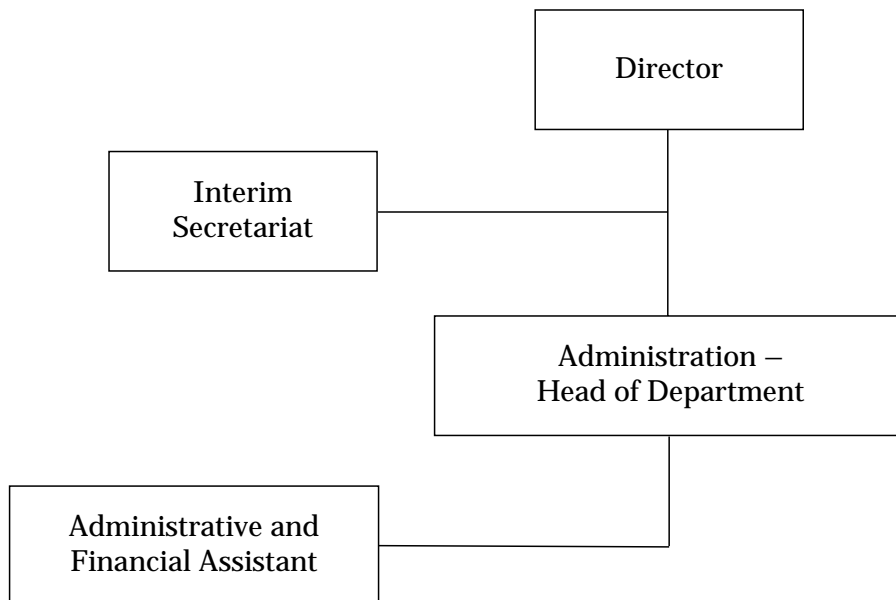 Director
Interim
Secretariat
Administration –
Head of Department
Administrative and
Financial Assistant